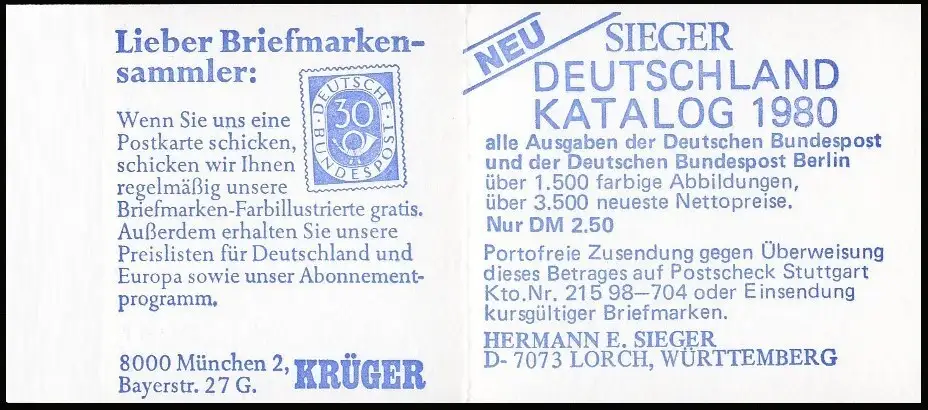 Lieber Briefmarken-
sammler:
Wenn Sie uns eine
Postkarte schicken,
schicken wir Ihnen
regelmäßig unsere
Briefmarken-Farbillustrierte gratis.
Außerdem erhalten Sie unsere
Preislisten für Deutschland und
Europa sowie unser Abonnement-
programm.
DEUTSCHE
30
BUNDESPOST
8000 München 2,
Bayerstr. 27 G.
KRÜGER
NEU
SIEGER
DEUTSCHLAND
KATALOG 1980
alle Ausgaben der Deutschen Bundespost
und der Deutschen Bundespost Berlin
über 1.500 farbige Abbildungen,
über 3.500 neueste Nettopreise.
Nur DM 2.50
Portofreie Zusendung gegen Überweisung
dieses Betrages auf Postscheck Stuttgart
Kto.Nr. 215 98–704 oder Einsendung
kursgültiger Briefmarken.
HERMANN E. SIEGER
D- 7073 LORCH, WÜRTTEMBERG